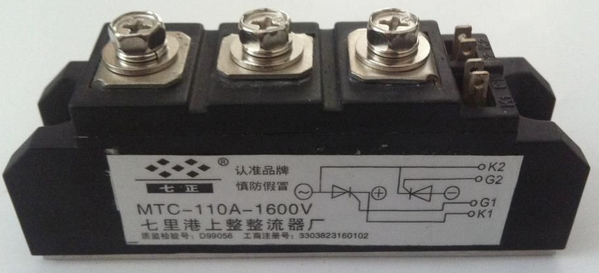 七正 ®
认准品牌
慎防假冒
K2
G2
G1
K1
~ + −
MTC-110A-1600V
七里港上整整流器厂
质监检验号: D99056 工商注册号: 3303823160102